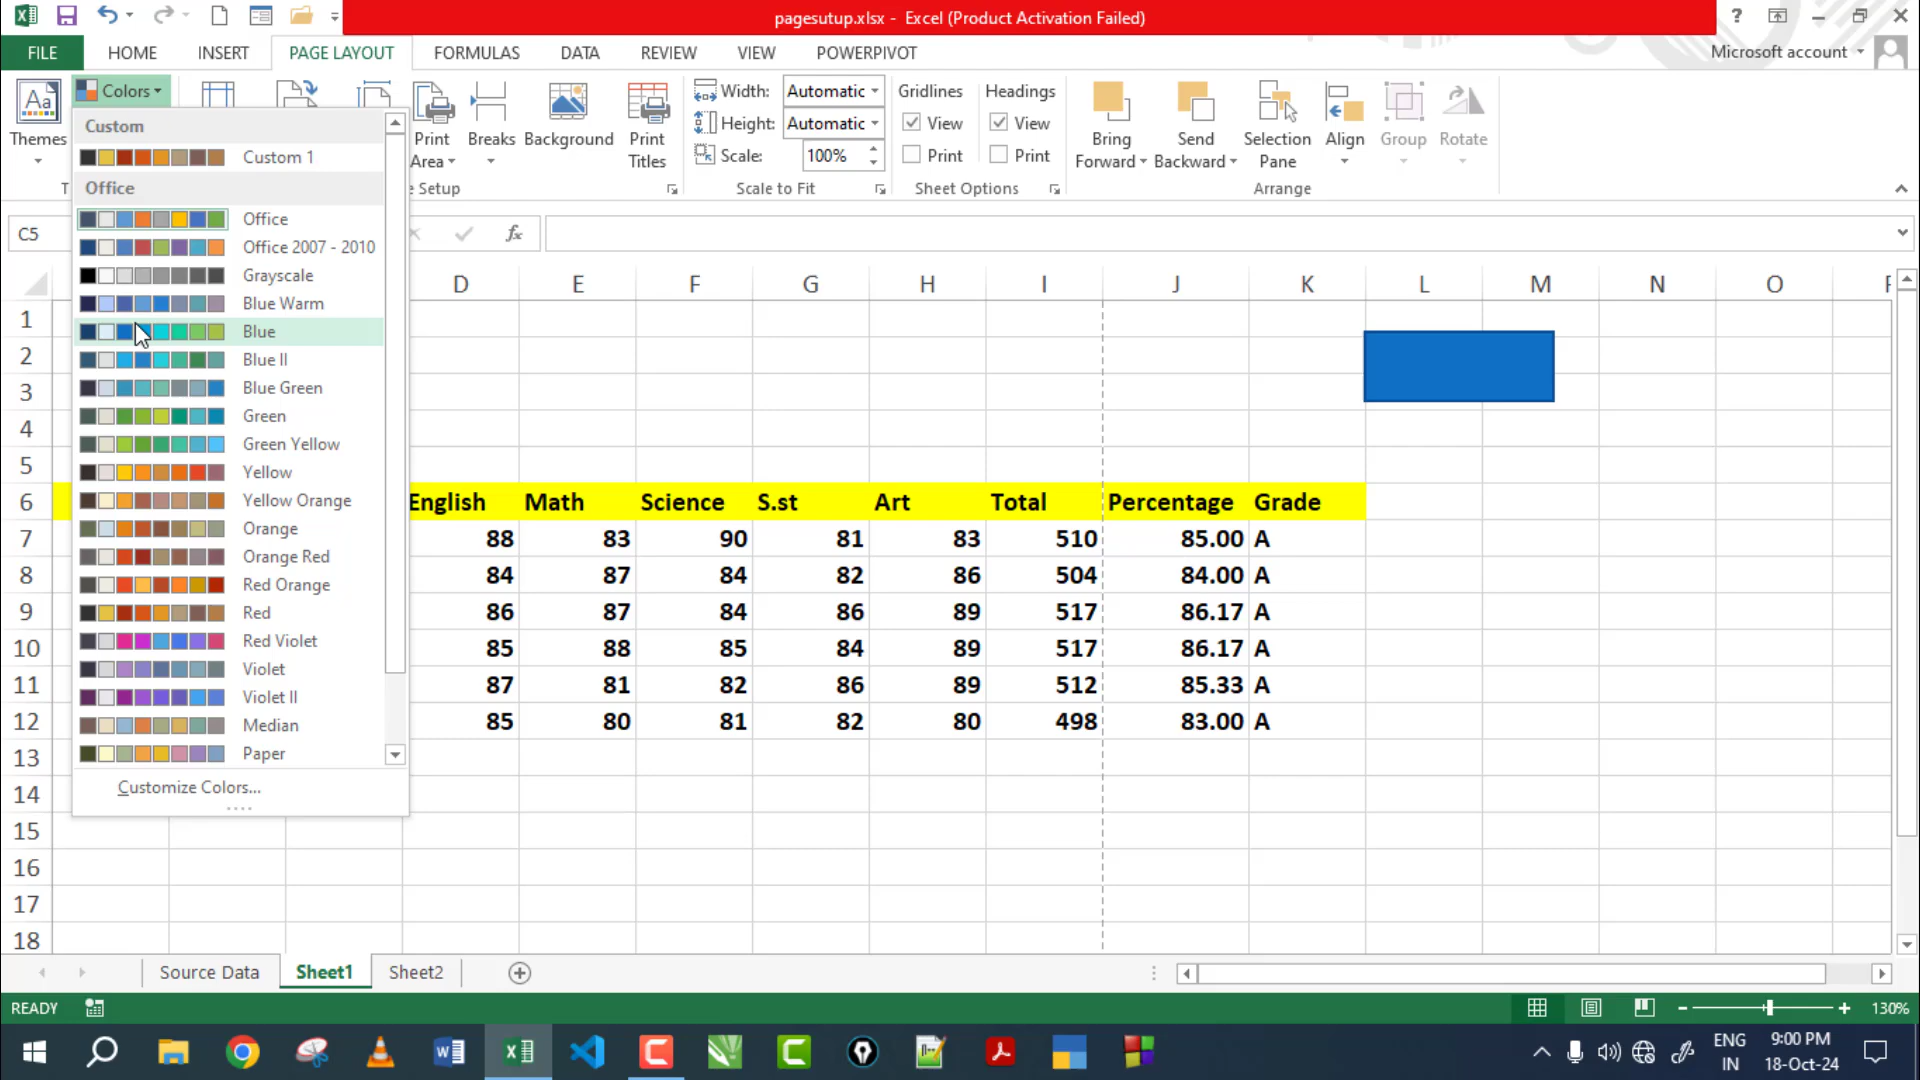 pagesutup.xlsx - Excel (Product Activation Failed)
?
FILE
HOME
INSERT
PAGE LAYOUT
FORMULAS
DATA
REVIEW
VIEW
POWERPIVOT
Microsoft account
Aa
Themes
Colors
Print
Area
Breaks
Background
Print
Titles
Width:
Automatic
Height:
Automatic
Scale:
100%
Gridlines
View
Print
Headings
View
Print
Bring
Forward
Send
Backward
Selection
Pane
Align
Group
Rotate
e Setup
Scale to Fit
Sheet Options
Arrange
Custom
Custom 1
Office
Office
Office 2007 - 2010
Grayscale
Blue Warm
Blue
Blue II
Blue Green
Green
Green Yellow
Yellow
Yellow Orange
Orange
Orange Red
Red Orange
Red
Red Violet
Violet
Violet II
Median
Paper
Customize Colors...
C5
fx
D E F G H I J K L M N O
1
2
3
4
5
6 English Math Science S.st Art Total Percentage Grade
7 88 83 90 81 83 510 85.00 A
8 84 87 84 82 86 504 84.00 A
9 86 87 84 86 89 517 86.17 A
10 85 88 85 84 89 517 86.17 A
11 87 81 82 86 89 512 85.33 A
12 85 80 81 82 80 498 83.00 A
13
14
15
16
17
18
Source Data
Sheet1
Sheet2
READY
130%
ENG
IN
9:00 PM
18-Oct-24